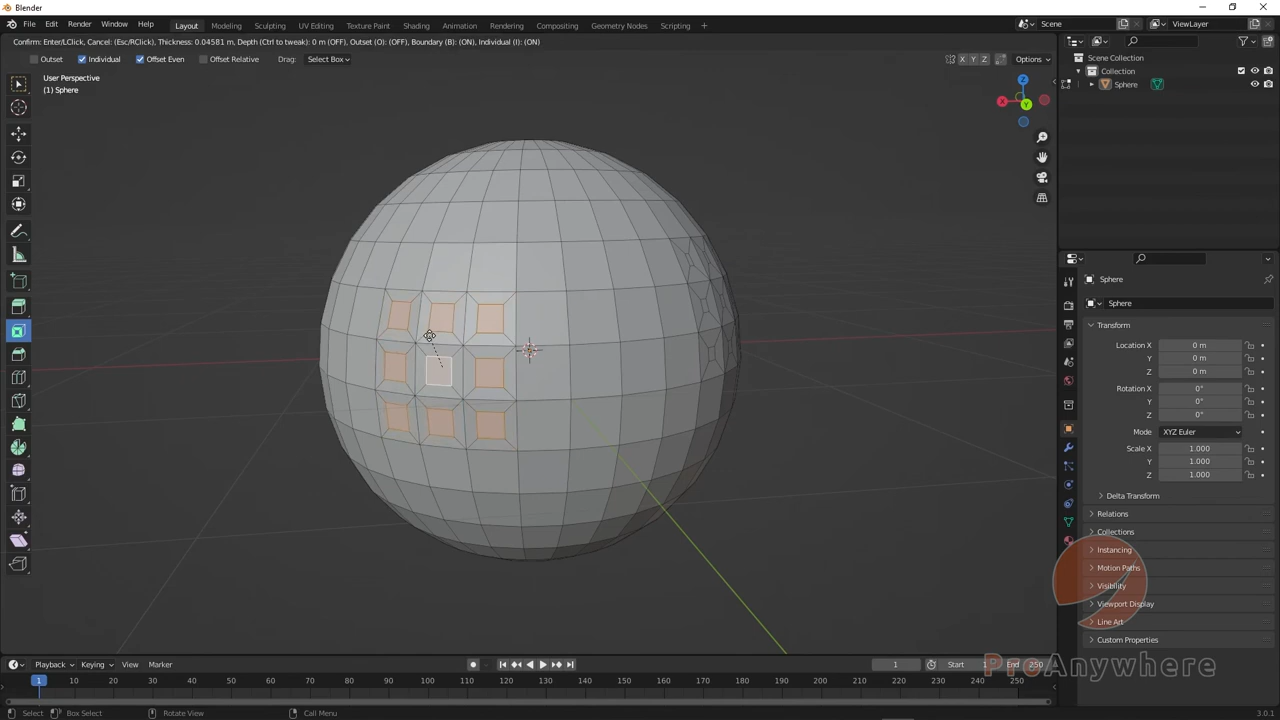 Blender
File Edit Render Window Help Layout Modeling Sculpting UV Editing Texture Paint Shading Animation Rendering Compositing Geometry Nodes Scripting + Scene ViewLayer
Confirm: Enter/LClick, Cancel: (Esc/RClick), Thickness: 0.04581 m, Depth (Ctrl to tweak): 0 m (OFF), Outset (O): (OFF), Boundary (B): (ON), Individual (I): (ON)
Outset Individual Offset Even Offset Relative Drag: Select Box X Y Z Options
User Perspective
(1) Sphere
Z
X
Y
Scene Collection
Collection
Sphere
Sphere
Sphere
Transform
Location X 0 m
Y 0 m
Z 0 m
Rotation X 0°
Y 0°
Z 0°
Mode XYZ Euler
Scale X 1.000
Y 1.000
Z 1.000
Delta Transform
Relations
Collections
Instancing
Motion Paths
Visibility
Viewport Display
Line Art
Custom Properties
Playback Keying View Marker 1 Start 1 End 250
ProAnywhere
1 10 20 30 40 50 60 70 80 90 100 110 120 130 140 150 160 170 180 190 200 210 220 230 240 250
Select Box Select Rotate View Call Menu 3.0.1